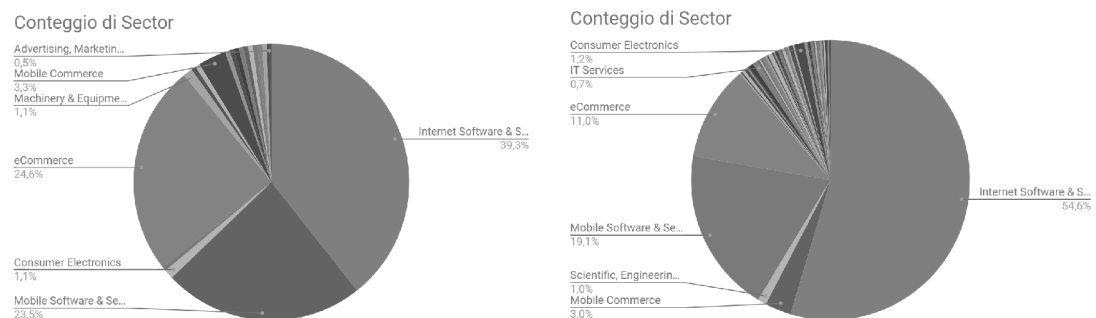 Conteggio di Sector
Advertising, Marketin...
0,5%
Mobile Commerce
3,3%
Machinery & Equipme...
1,1%
eCommerce
24,6%
Consumer Electronics
1,1%
Mobile Software & Se...
23,5%
Internet Software & S...
39,3%
Conteggio di Sector
Consumer Electronics
1,2%
IT Services
0,7%
eCommerce
11,0%
Mobile Software & Se...
19,1%
Scientific, Engineerin...
1,0%
Mobile Commerce
3,0%
Internet Software & S...
54,6%